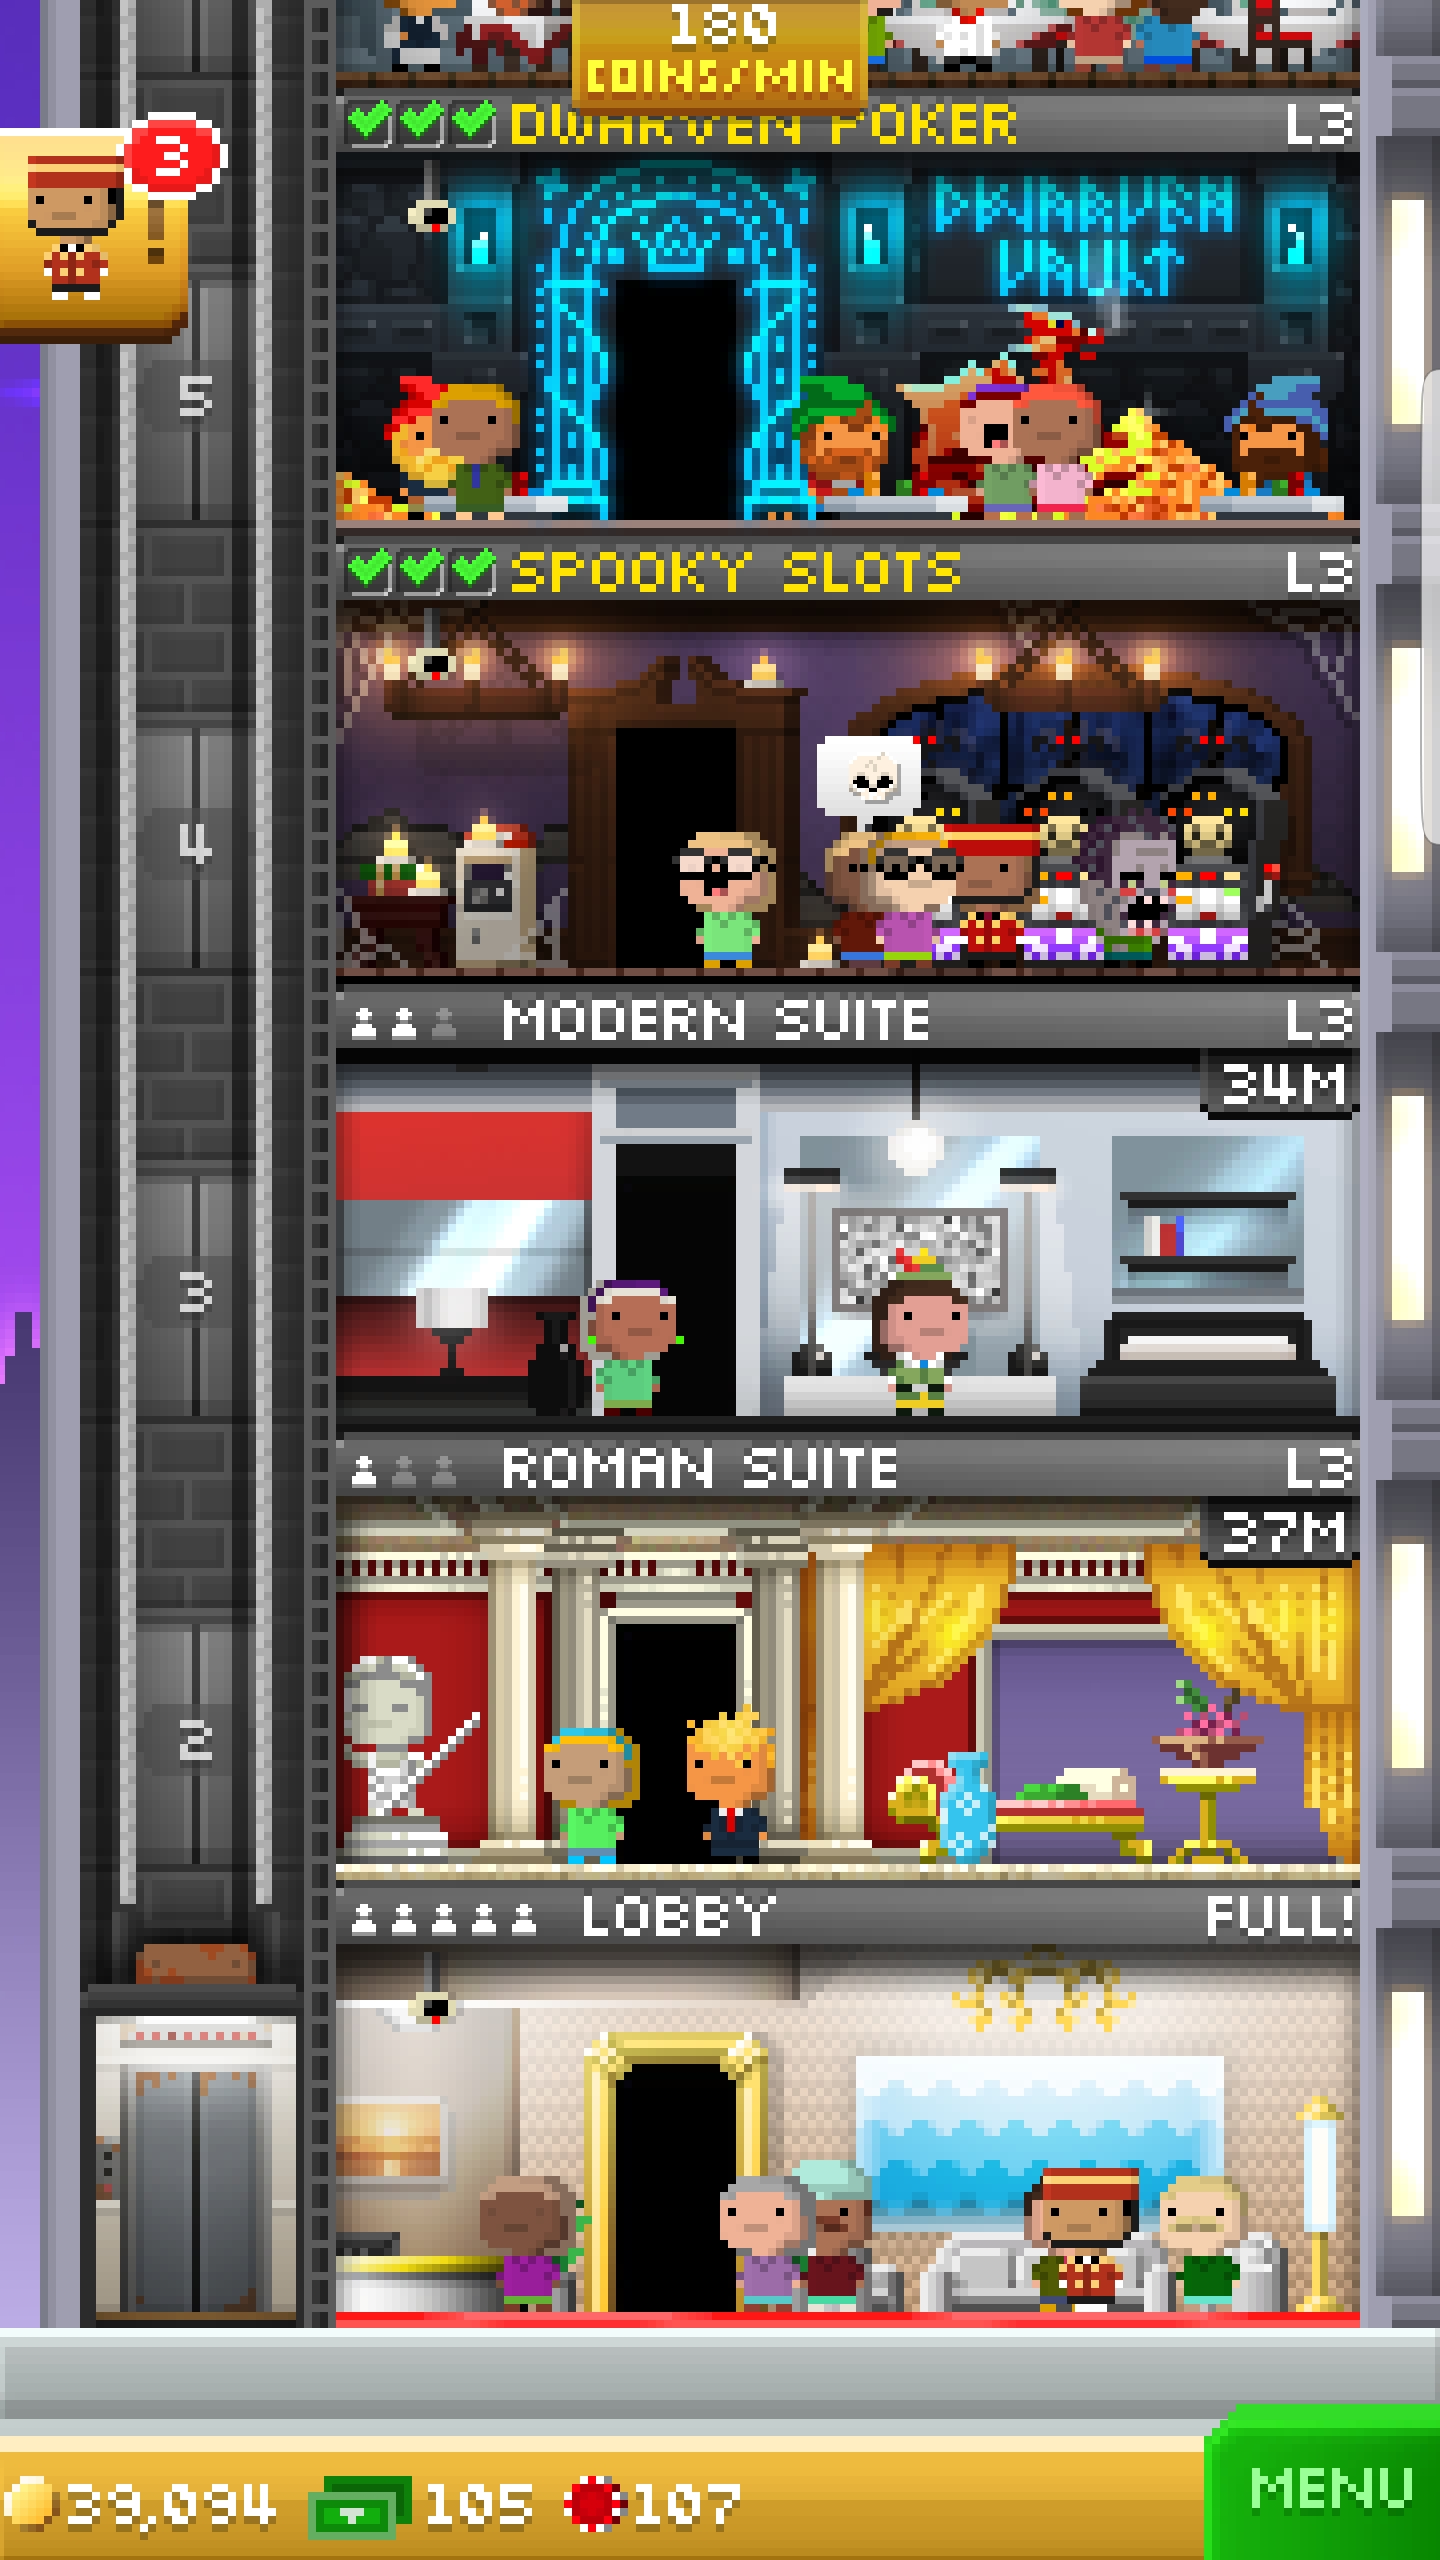 180
COINS/MIN
DWARVEN POKER L3
3
!
DWARVEN
VAULT
5
SPOOKY SLOTS L3
4
MODERN SUITE L3
34M
3
ROMAN SUITE L3
37M
2
LOBBY FULL!
39,094 105 107 MENU